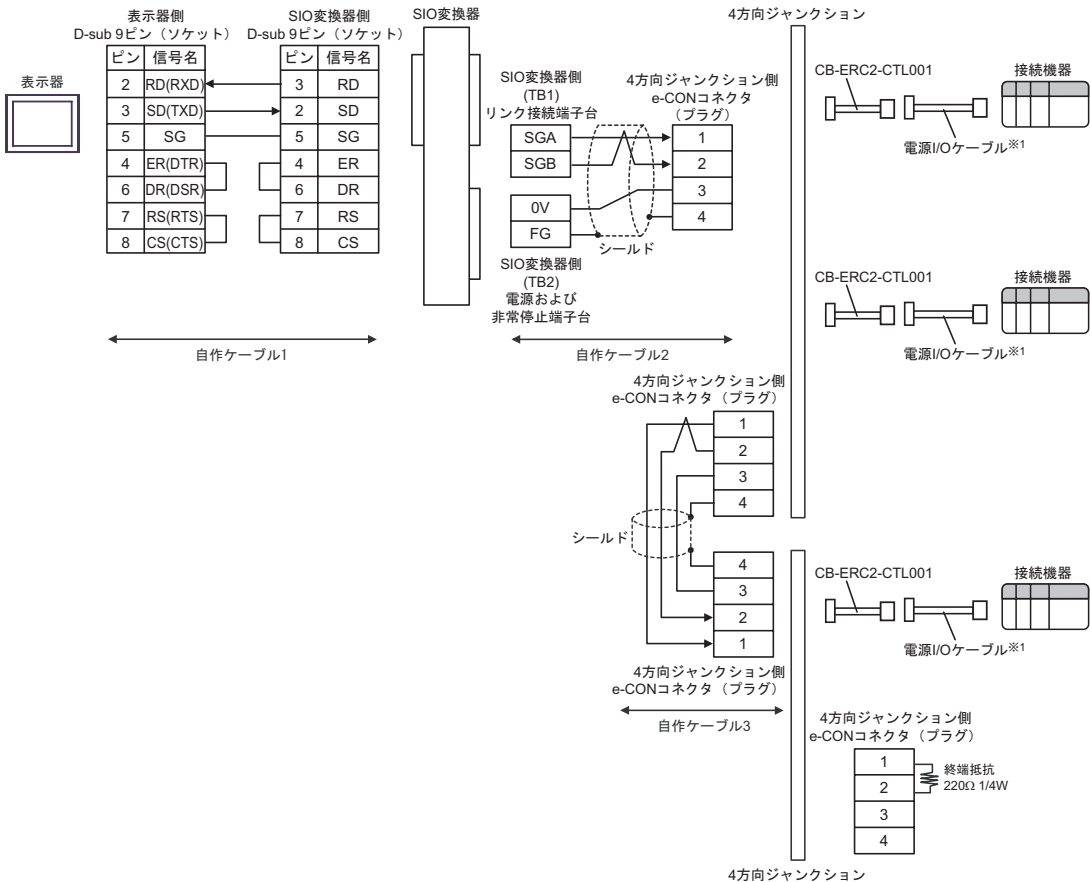 4方向ジャンクション
表示器側
D-sub 9ピン（ソケット）
SIO変換器側
D-sub 9ピン（ソケット）
SIO変換器
表示器
ピン 信号名
2 RD(RXD)
3 SD(TXD)
5 SG
4 ER(DTR)
6 DR(DSR)
7 RS(RTS)
8 CS(CTS)
ピン 信号名
3 RD
2 SD
5 SG
4 ER
6 DR
7 RS
8 CS
自作ケーブル1
SIO変換器側
(TB1)
リンク接続端子台
SGA
SGB
0V
FG
SIO変換器側
(TB2)
電源および
非常停止端子台
シールド
4方向ジャンクション側
e-CONコネクタ
（プラグ）
1
2
3
4
自作ケーブル2
CB-ERC2-CTL001
接続機器
電源I/Oケーブル※1
CB-ERC2-CTL001
接続機器
電源I/Oケーブル※1
4方向ジャンクション側
e-CONコネクタ（プラグ）
1
2
3
4
シールド
4
3
2
1
4方向ジャンクション側
e-CONコネクタ（プラグ）
自作ケーブル3
CB-ERC2-CTL001
接続機器
電源I/Oケーブル※1
4方向ジャンクション側
e-CONコネクタ（プラグ）
1
2
3
4
終端抵抗
220Ω 1/4W
4方向ジャンクション